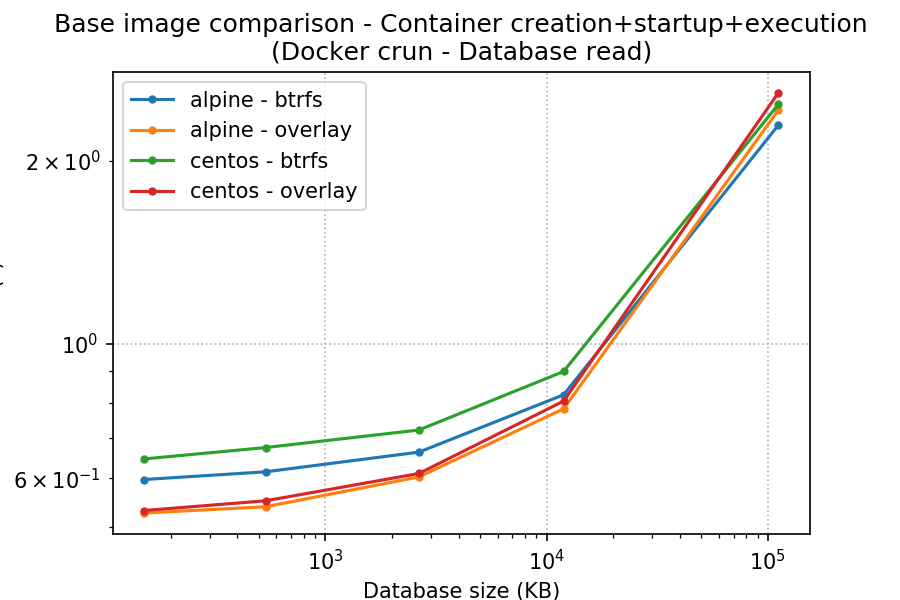 Base image comparison - Container creation+startup+execution
(Docker crun - Database read)
alpine - btrfs
alpine - overlay
centos - btrfs
centos - overlay
2 × 10⁰
10⁰
6 × 10⁻¹
10³ 10⁴ 10⁵
Database size (KB)